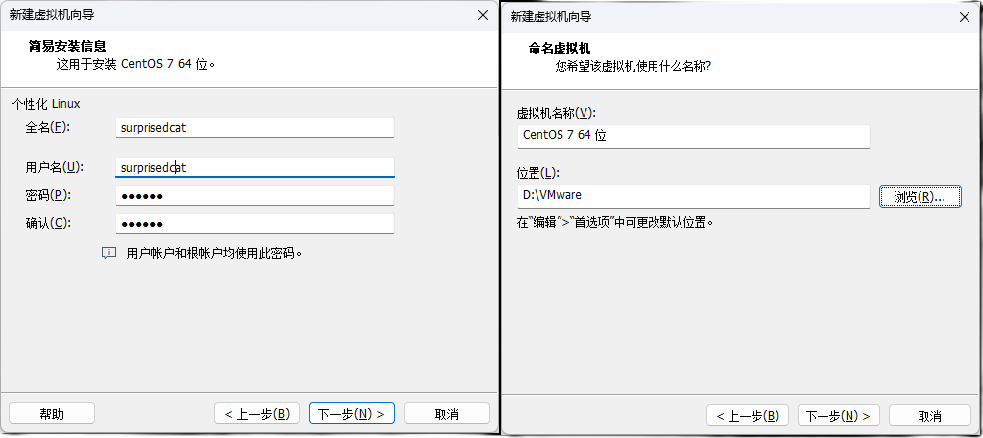 新建虚拟机向导
简易安装信息
这用于安装 CentOS 7 64 位。
个性化 Linux
全名(F):
surprisedcat
用户名(U):
surprisedcat
密码(P):
●●●●●●
确认(C):
●●●●●●
用户帐户和根帐户均使用此密码。
帮助
< 上一步(B)
下一步(N) >
取消
新建虚拟机向导
命名虚拟机
您希望该虚拟机使用什么名称?
虚拟机名称(V):
CentOS 7 64 位
位置(L):
D:\VMware
浏览(R)...
在"编辑">"首选项"中可更改默认位置。
< 上一步(B)
下一步(N) >
取消